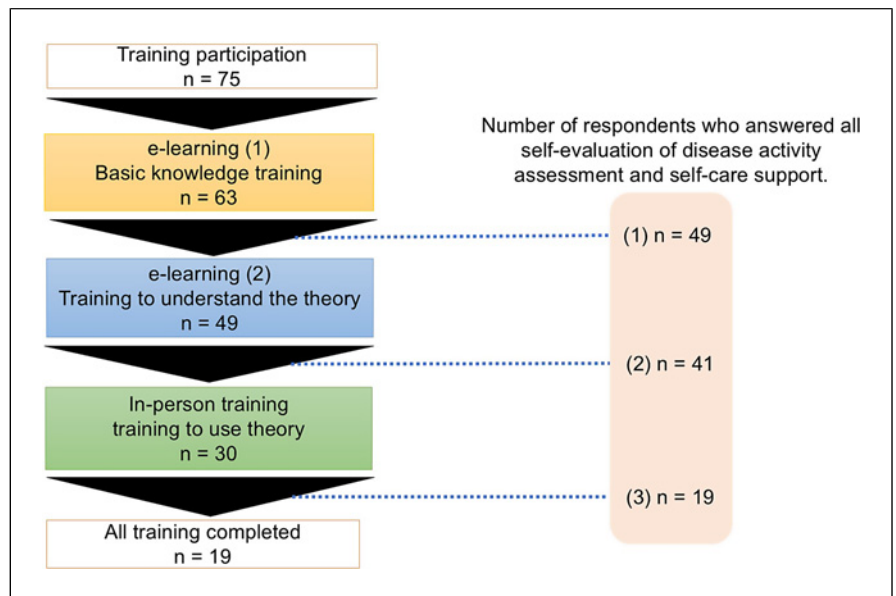 Training participation
n = 75
e-learning (1)
Basic knowledge training
n = 63
e-learning (2)
Training to understand the theory
n = 49
In-person training
training to use theory
n = 30
All training completed
n = 19
Number of respondents who answered all
self-evaluation of disease activity
assessment and self-care support.
(1) n = 49
(2) n = 41
(3) n = 19